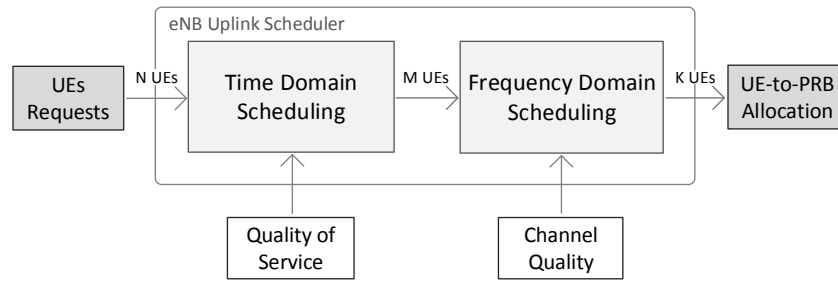 eNB Uplink Scheduler
UEs
Requests
N UEs
Time Domain
Scheduling
M UEs
Frequency Domain
Scheduling
K UEs
UE-to-PRB
Allocation
Quality of
Service
Channel
Quality